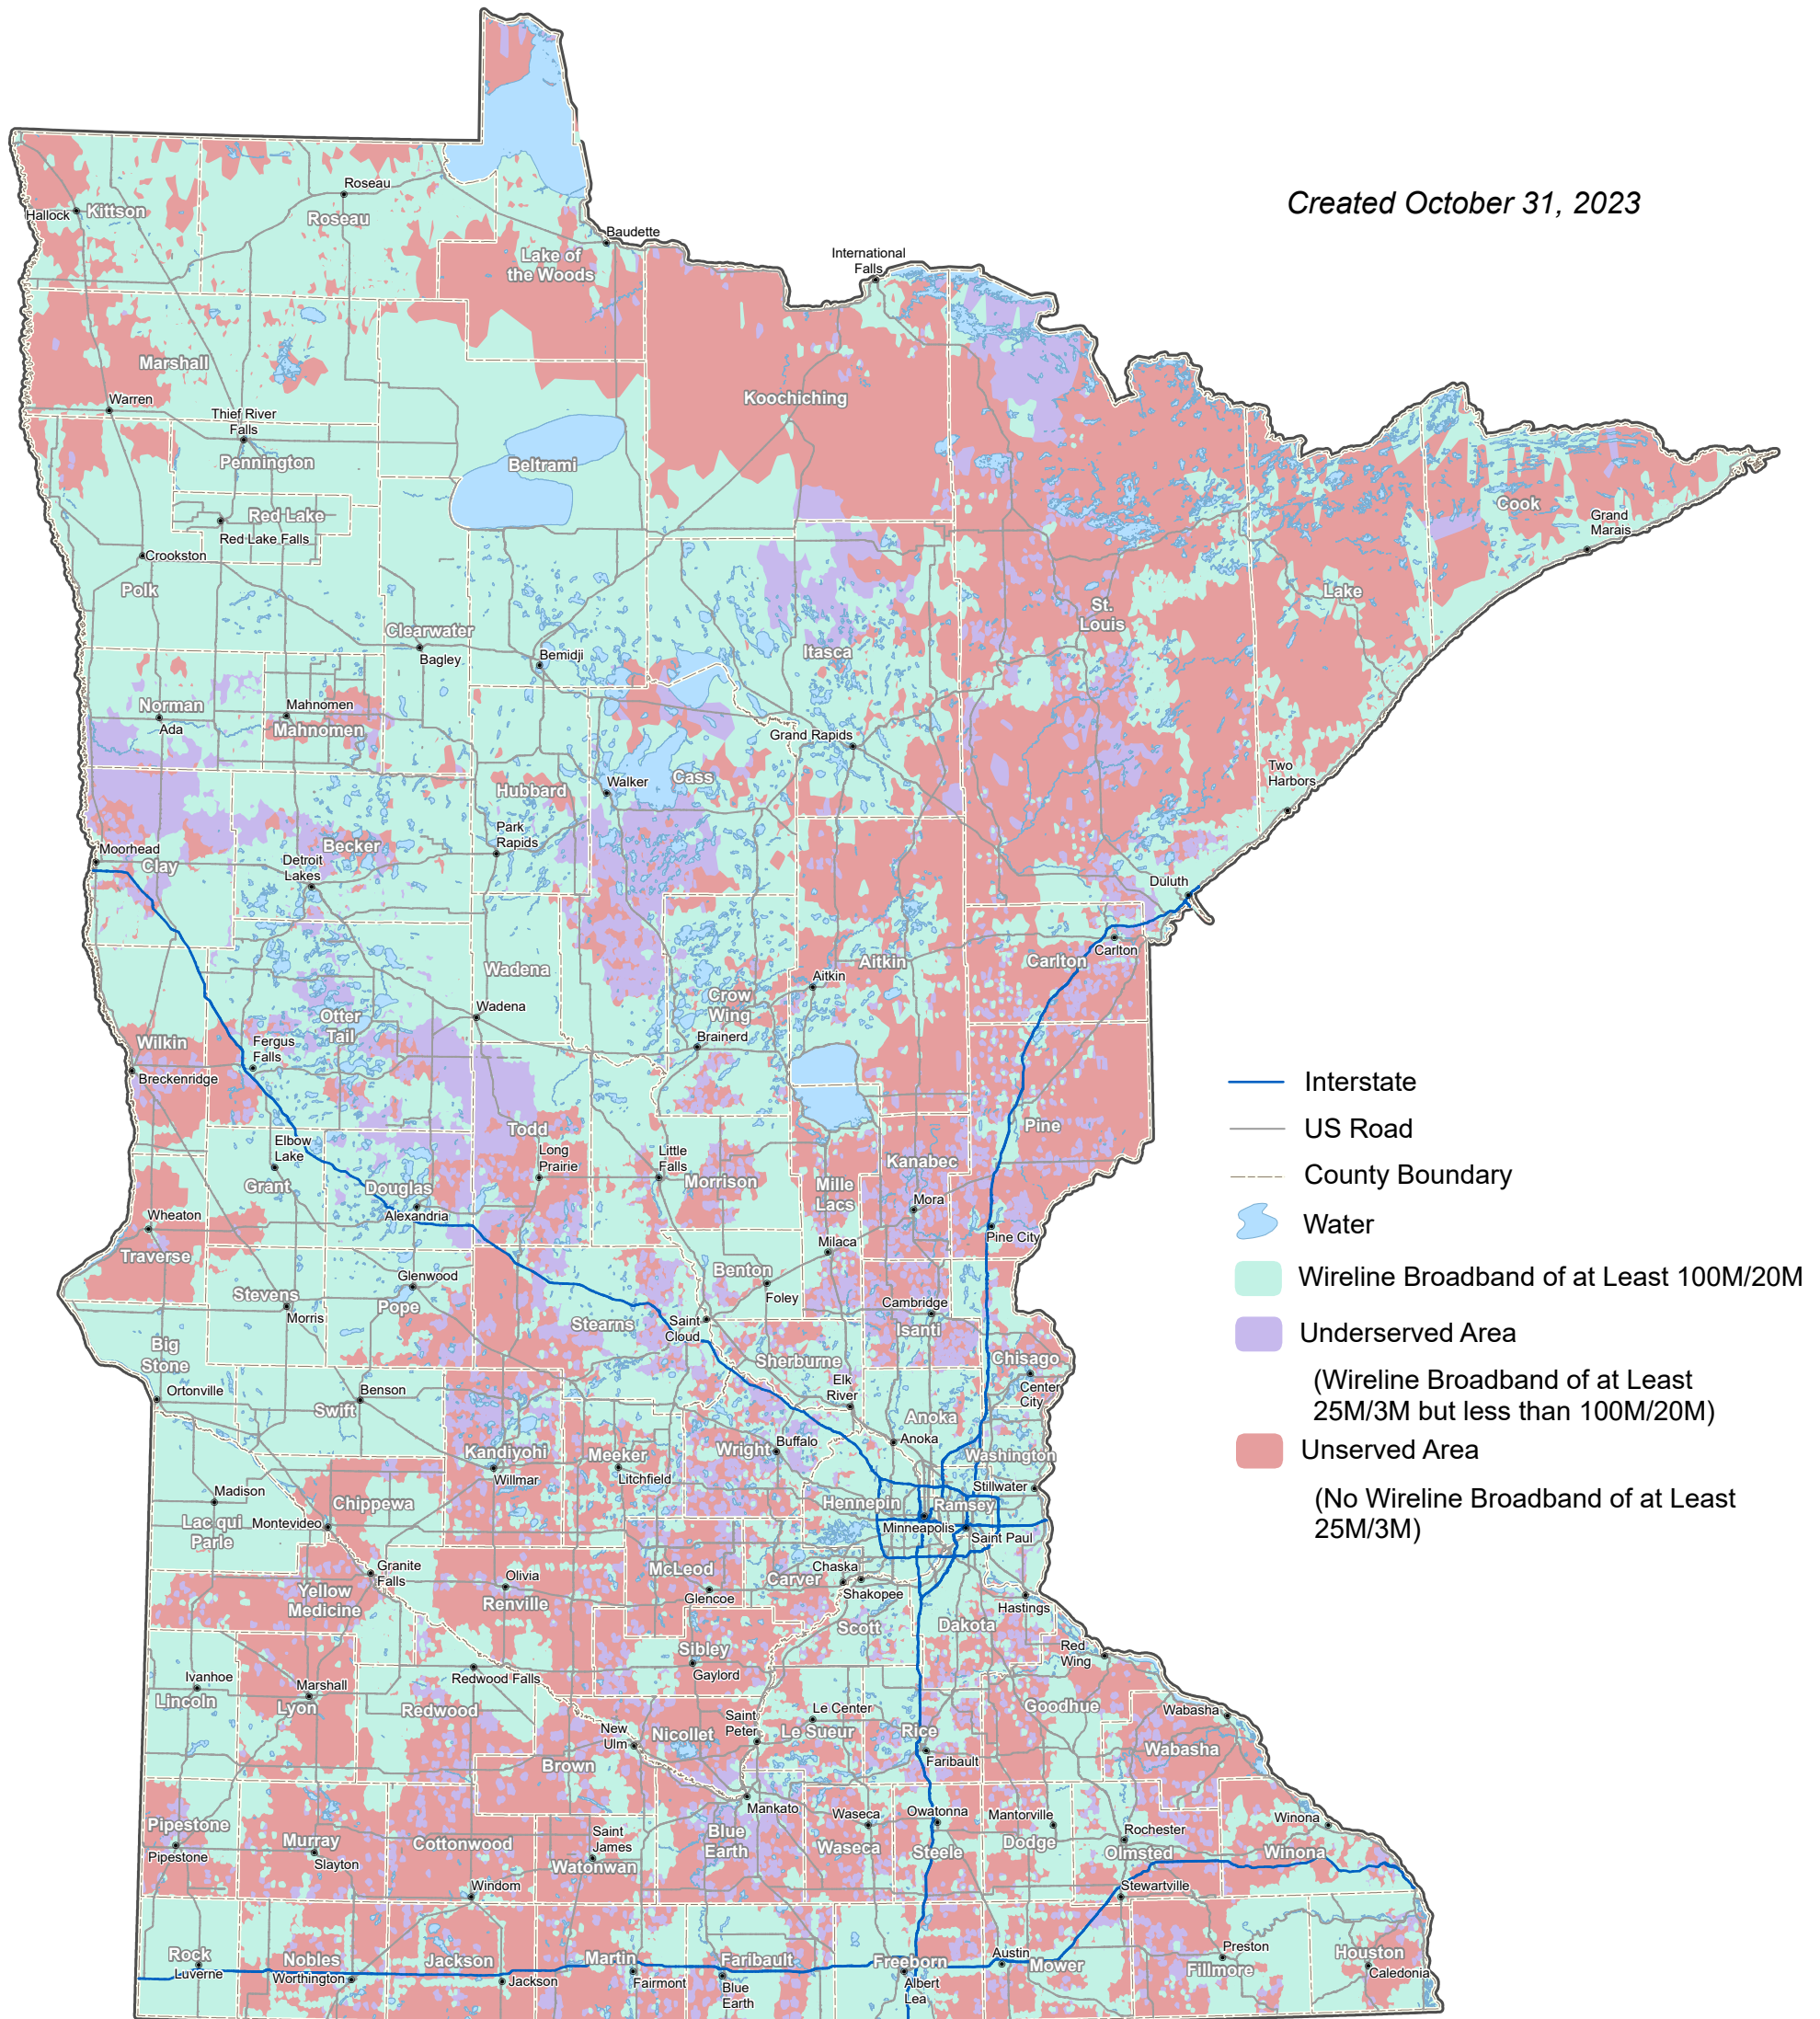 Created October 31, 2023
Roseau
Hallock
Kittson
Roseau
Baudette
Lake of
the Woods
International
Falls
Marshall
Warren
Thief River
Falls
Koochiching
Pennington
Beltrami
Red Lake
Red Lake Falls
Crookston
Cook
Grand
Marais
Polk
Lake
St.
Louis
Clearwater
Bagley
Bemidji
Itasca
Norman
Ada
Mahnomen
Mahnomen
Grand Rapids
Two
Harbors
Hubbard
Walker
Cass
Park
Rapids
Moorhead
Clay
Becker
Detroit
Lakes
Duluth
Carlton
Carlton
Wadena
Aitkin
Aitkin
Crow
Wing
Otter
Tail
Wadena
Brainerd
Wilkin
Fergus
Falls
Breckenridge
Todd
Pine
Elbow
Lake
Long
Prairie
Little
Falls
Grant
Douglas
Morrison
Mille
Lacs
Kanabec
Mora
Wheaton
Alexandria
Traverse
Milaca
Pine City
Benton
Foley
Glenwood
Stevens
Morris
Pope
Cambridge
Isanti
Stearns
Saint
Cloud
Big
Stone
Sherburne
Chisago
Center
City
Elk
River
Ortonville
Benson
Swift
Anoka
Anoka
Kandiyohi
Willmar
Meeker
Litchfield
Wright
Buffalo
Washington
Stillwater
Madison
Chippewa
Hennepin
Ramsey
Lac qui
Parle
Montevideo
Minneapolis
Saint Paul
Granite
Falls
Yellow
Medicine
Olivia
Renville
McLeod
Glencoe
Carver
Chaska
Shakopee
Hastings
Scott
Dakota
Sibley
Gaylord
Red
Wing
Ivanhoe
Lincoln
Marshall
Lyon
Redwood Falls
Redwood
Goodhue
Wabasha
Wabasha
New
Ulm
Nicollet
Saint
Peter
Le Center
Le Sueur
Rice
Faribault
Brown
Mankato
Pipestone
Pipestone
Murray
Slayton
Cottonwood
Saint
James
Watonwan
Blue
Earth
Waseca
Waseca
Owatonna
Steele
Mantorville
Dodge
Rochester
Olmsted
Winona
Winona
Windom
Stewartville
Rock
Luverne
Nobles
Worthington
Jackson
Jackson
Martin
Fairmont
Faribault
Blue
Earth
Freeborn
Albert
Lea
Austin
Mower
Preston
Fillmore
Houston
Caledonia
Interstate
US Road
County Boundary
Water
Wireline Broadband of at Least 100M/20M
Underserved Area
(Wireline Broadband of at Least
25M/3M but less than 100M/20M)
Unserved Area
(No Wireline Broadband of at Least
25M/3M)